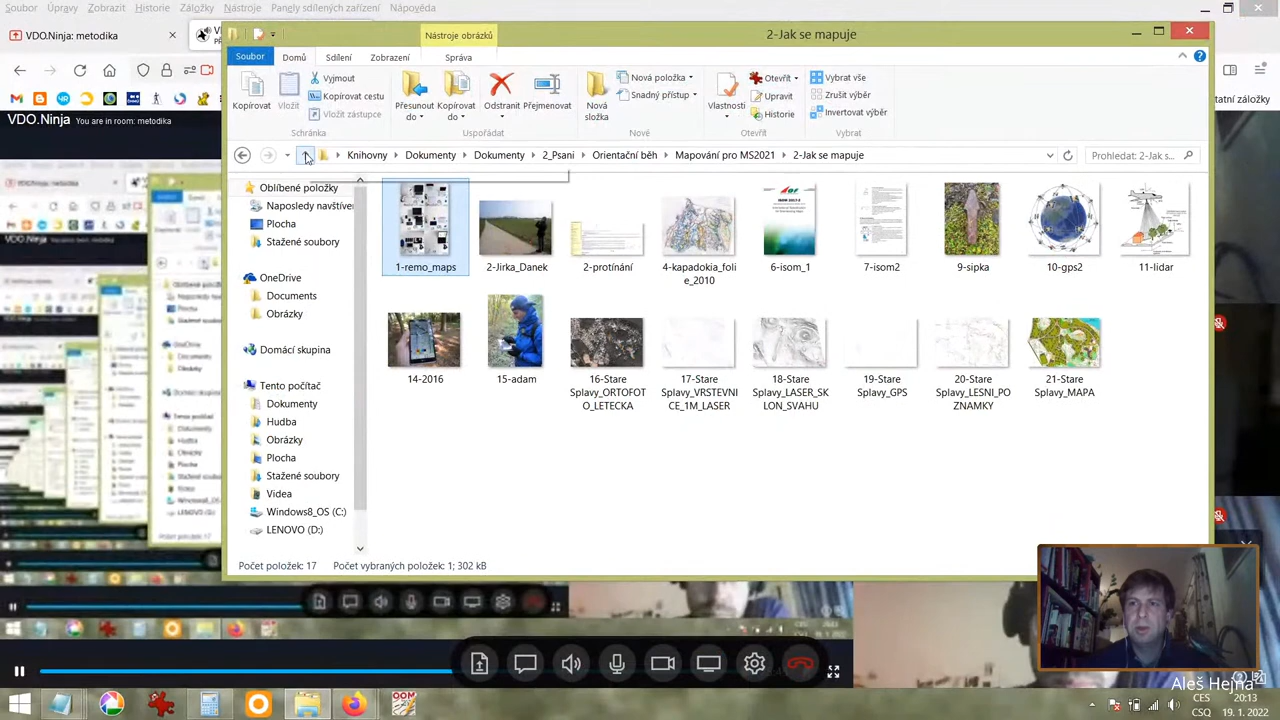 Soubor Úpravy Zobrazení Historie Záložky Nástroje Nápověda
VDO.Ninja: metodika
2-Jak se mapuje
Nástroje obrázků
Soubor Domů Sdílení Zobrazení Správa
Kopírovat
Vložit
Vyjmout
Kopírovat cestu
Vložit zástupce
Přesunout do
Kopírovat do
Odstranit
Přejmenovat
Nová složka
Nová položka
Snadný přístup
Vlastnosti
Otevřít
Upravit
Historie
Vybrat vše
Zrušit výběr
Invertovat výběr
Schránka
Uspořádat
Nové
Otevřít
Vybrat
tatní záložky
VDO.Ninja You are in room: metodika
Knihovny Dokumenty Dokumenty 2_Psani Orientační běh Mapování pro MS2021 2-Jak se mapuje
Prohledat: 2-Jak s...
Oblíbené položky
Naposledy navštíve
Plocha
Stažené soubory
OneDrive
Documents
Obrázky
Domácí skupina
Tento počítač
Dokumenty
Hudba
Obrázky
Plocha
Stažené soubory
Videa
Windows8_OS (C:)
LENOVO (D:)
1-remo_maps
2-Jirka_Danek
2-protínání
4-kapadokia_foli
e_2010
6-isom_1
7-isom2
9-sipka
10-gps2
11-lidar
14-2016
15-adam
16-Stare
Splavy_ORTOFOT
O_LETECKA
17-Stare
Splavy_VRSTEVNI
CE_1M_LASER
18-Stare
Splavy_LASER_SK
LON_SVAHU
19-Stare
Splavy_GPS
20-Stare
Splavy_LESNI_PO
ZNAMKY
21-Stare
Splavy_MAPA
Počet položek: 17 Počet vybraných položek: 1; 302 kB
Aleš Hejna
OOM
CES
CSQ
20:13
19. 1. 2022